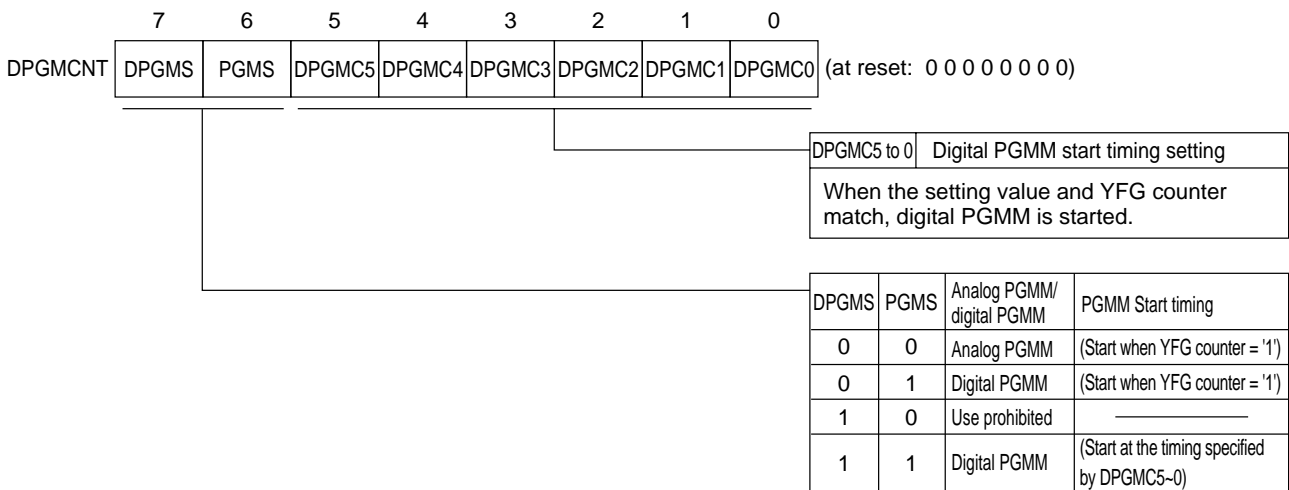 7 6 5 4 3 2 1 0
DPGMCNT DPGMS PGMS DPGMC5 DPGMC4 DPGMC3 DPGMC2 DPGMC1 DPGMC0 (at reset: 0 0 0 0 0 0 0 0)
DPGMC5 to 0 Digital PGMM start timing setting
When the setting value and YFG counter
match, digital PGMM is started.
DPGMS PGMS Analog PGMM/
digital PGMM PGMM Start timing
0 0 Analog PGMM (Start when YFG counter = '1')
0 1 Digital PGMM (Start when YFG counter = '1')
1 0 Use prohibited
1 1 Digital PGMM (Start at the timing specified
by DPGMC5~0)